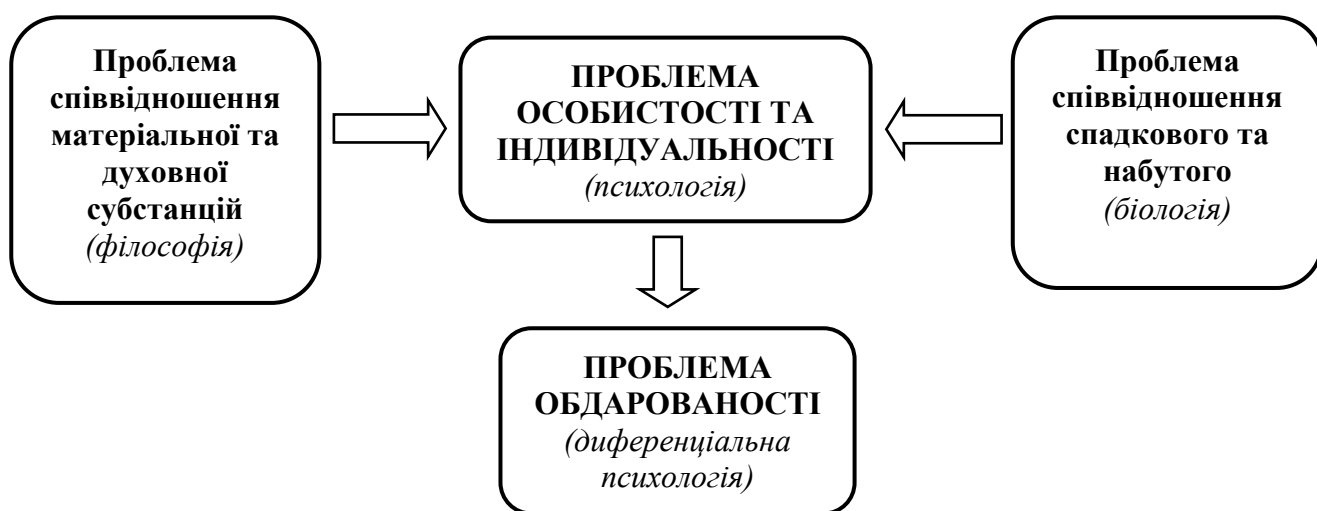 Проблема
співвідношення
матеріальної та
духовної
субстанцій
(філософія)
ПРОБЛЕМА
ОСОБИСТОСТІ ТА
ІНДИВІДУАЛЬНОСТІ
(психологія)
Проблема
співвідношення
спадкового та
набутого
(біологія)
ПРОБЛЕМА
ОБДАРОВАНОСТІ
(диференціальна
психологія)